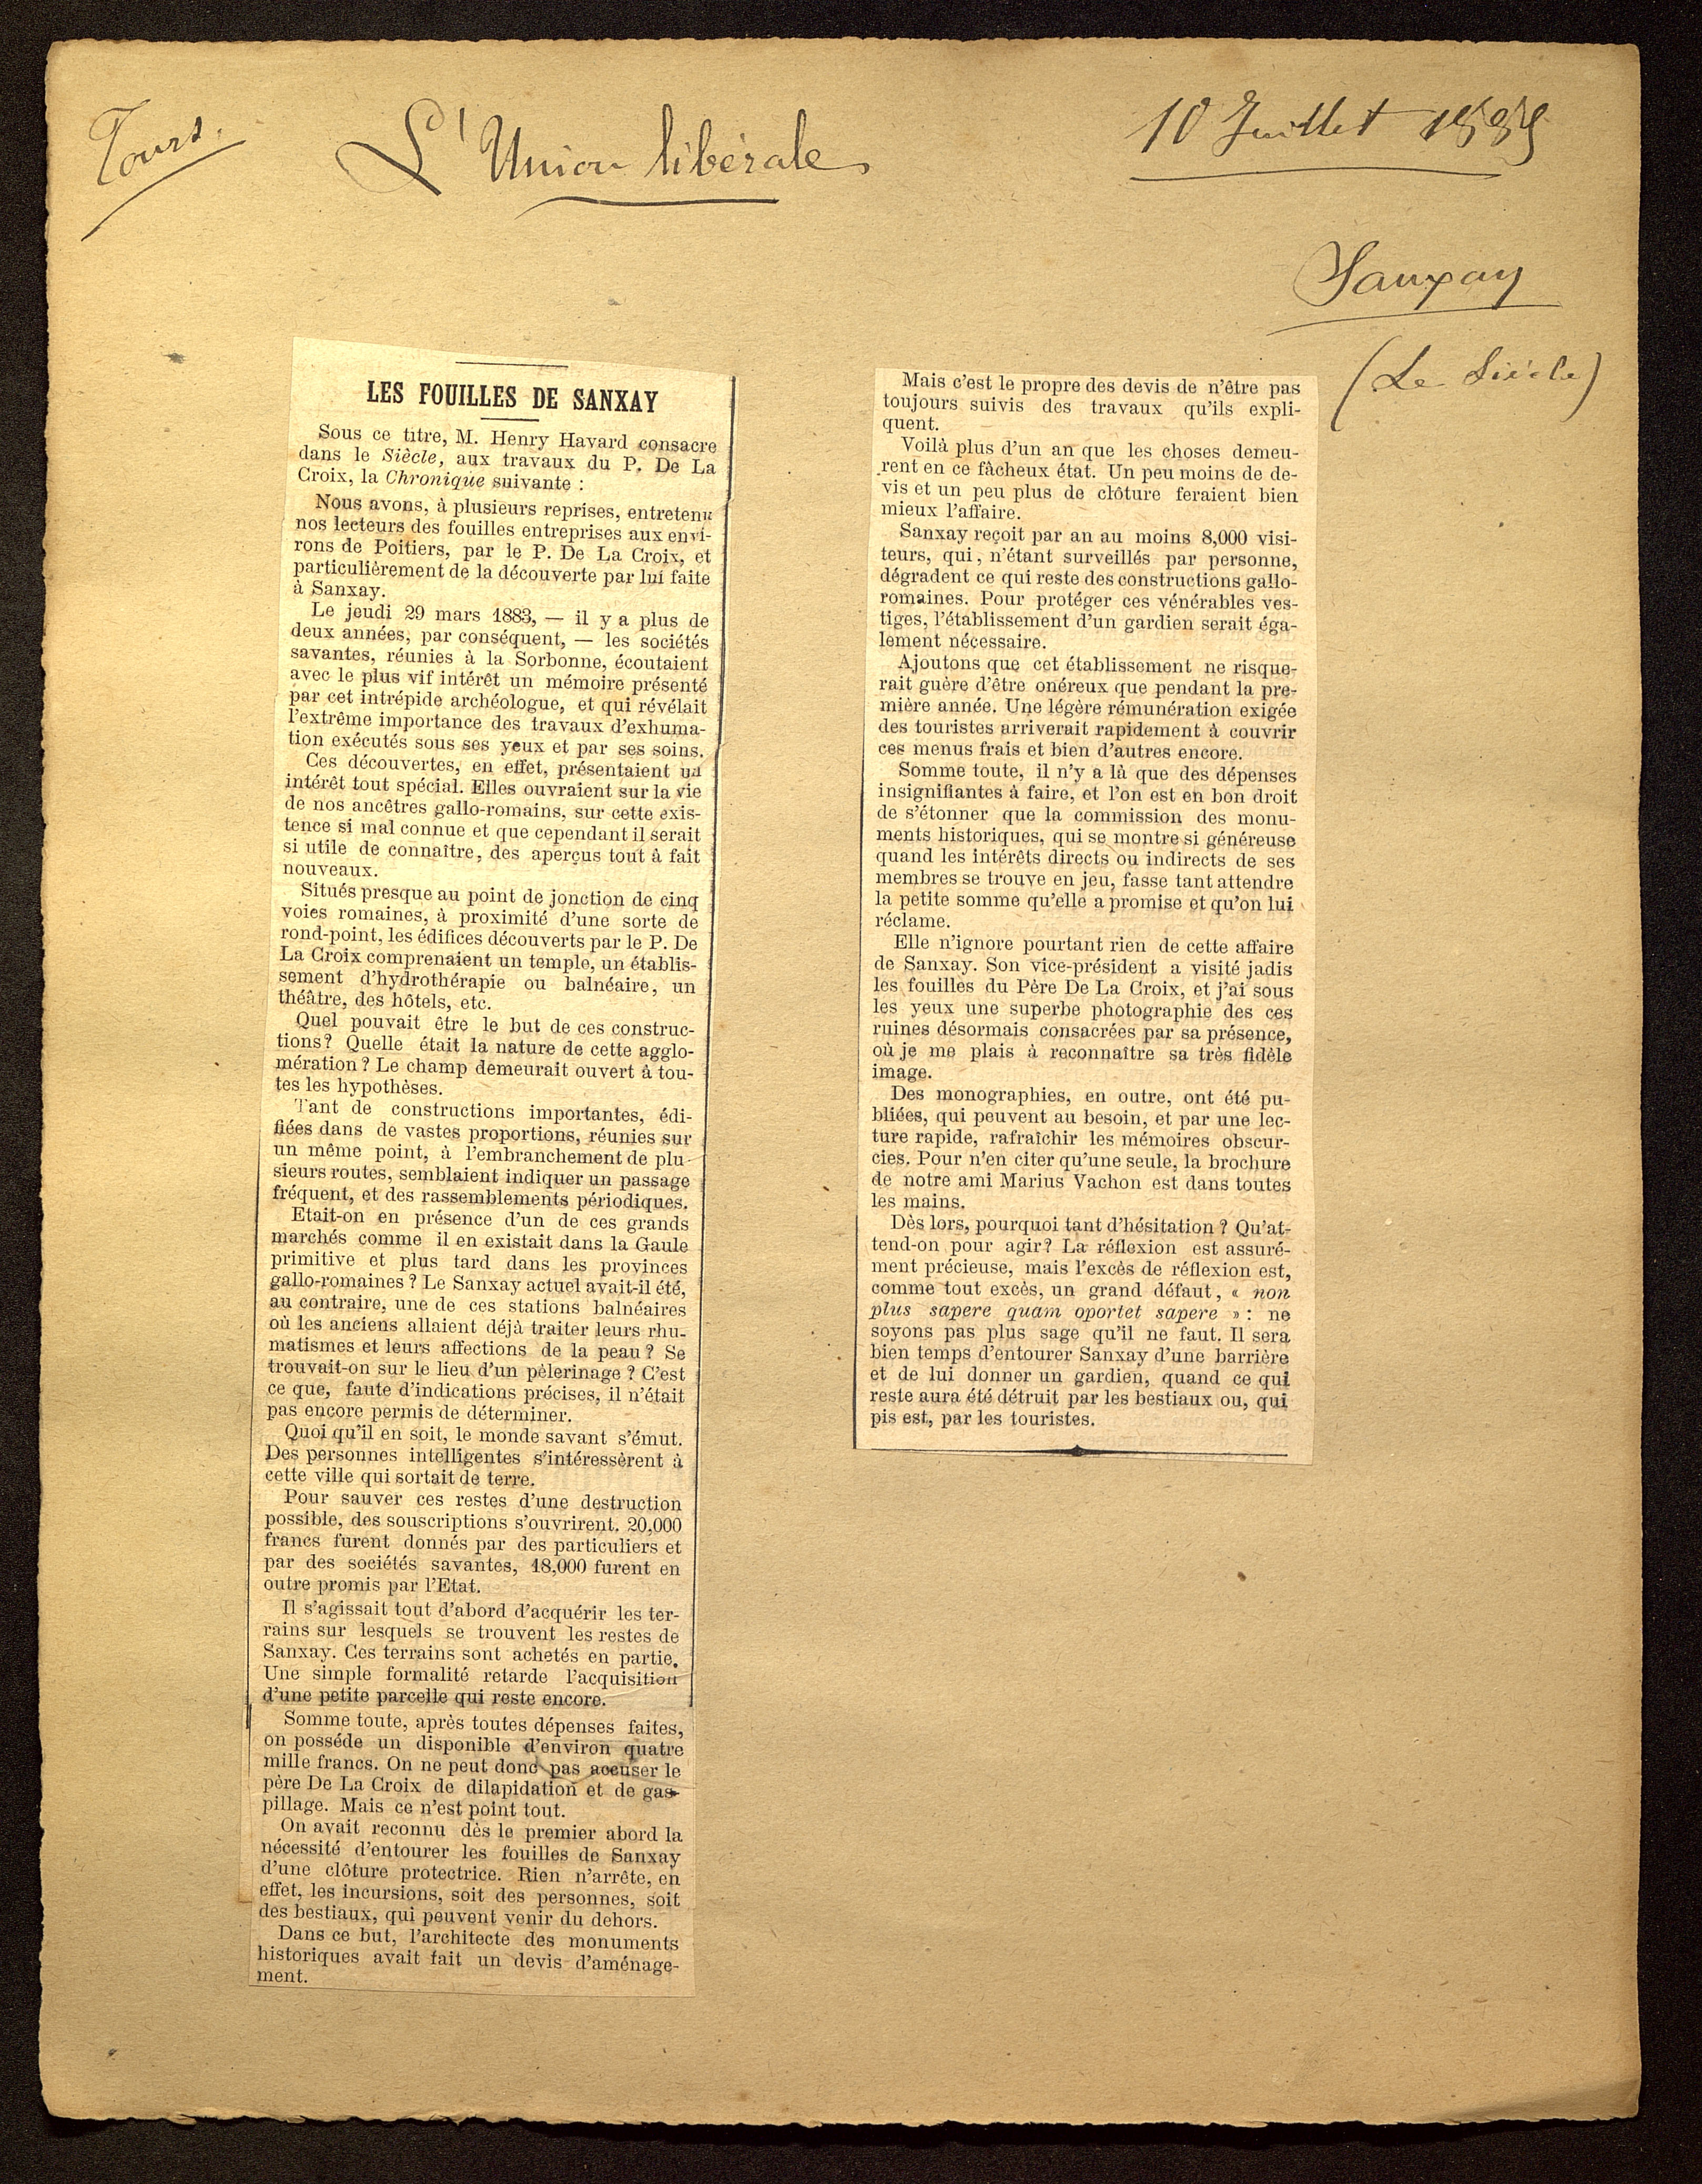 Tours.
L'Union libérale
10 Juillet 1885
Sanxay
(Le Siècle)
LES FOUILLES DE SANXAY
Sous ce titre, M. Henry Havard consacre
dans le Siècle, aux travaux du P. De La
Croix, la Chronique suivante :
Nous avons, à plusieurs reprises, entretenu
nos lecteurs des fouilles entreprises aux envi-
rons de Poitiers, par le P. De La Croix, et
particulièrement de la découverte par lui faite
à Sanxay.
Le jeudi 29 mars 1883, — il y a plus de
deux années, par conséquent, — les sociétés
savantes, réunies à la Sorbonne, écoutaient
avec le plus vif intérêt un mémoire présenté
par cet intrépide archéologue, et qui révélait
l'extrême importance des travaux d'exhuma-
tion exécutés sous ses yeux et par ses soins.
Ces découvertes, en effet, présentaient un
intérêt tout spécial. Elles ouvraient sur la vie
de nos ancêtres gallo-romains, sur cette exis-
tence si mal connue et que cependant il serait
si utile de connaître, des aperçus tout à fait
nouveaux.
Situés presque au point de jonction de cinq
voies romaines, à proximité d'une sorte de
rond-point, les édifices découverts par le P. De
La Croix comprenaient un temple, un établis-
sement d'hydrothérapie ou balnéaire, un
théâtre, des hôtels, etc.
Quel pouvait être le but de ces construc-
tions? Quelle était la nature de cette agglo-
mération ? Le champ demeurait ouvert à tou-
tes les hypothèses.
Tant de constructions importantes, édi-
fiées dans de vastes proportions, réunies sur
un même point, à l'embranchement de plu-
sieurs routes, semblaient indiquer un passage
fréquent, et des rassemblements périodiques.
Etait-on en présence d'un de ces grands
marchés comme il en existait dans la Gaule
primitive et plus tard dans les provinces
gallo-romaines ? Le Sanxay actuel avait-il été,
au contraire, une de ces stations balnéaires
où les anciens allaient déjà traiter leurs rhu-
matismes et leurs affections de la peau ? Se
trouvait-on sur le lieu d'un pèlerinage ? C'est
ce que, faute d'indications précises, il n'était
pas encore permis de déterminer.
Quoi qu'il en soit, le monde savant s'émut.
Des personnes intelligentes s'intéressèrent à
cette ville qui sortait de terre.
Pour sauver ces restes d'une destruction
possible, des souscriptions s'ouvrirent. 20,000
francs furent donnés par des particuliers et
par des sociétés savantes, 18,000 furent en
outre promis par l'Etat.
Il s'agissait tout d'abord d'acquérir les ter-
rains sur lesquels se trouvent les restes de
Sanxay. Ces terrains sont achetés en partie.
Une simple formalité retarde l'acquisition
d'une petite parcelle qui reste encore.
Somme toute, après toutes dépenses faites,
on posséde un disponible d'environ quatre
mille francs. On ne peut donc pas accuser le
père De La Croix de dilapidation et de gas-
pillage. Mais ce n'est point tout.
On avait reconnu dès le premier abord la
nécessité d'entourer les fouilles de Sanxay
d'une clôture protectrice. Rien n'arrête, en
effet, les incursions, soit des personnes, soit
des bestiaux, qui peuvent venir du dehors.
Dans ce but, l'architecte des monuments
historiques avait fait un devis d'aménage-
ment.
Mais c'est le propre des devis de n'être pas
toujours suivis des travaux qu'ils expli-
quent.
Voilà plus d'un an que les choses demeu-
rent en ce fâcheux état. Un peu moins de de-
vis et un peu plus de clôture feraient bien
mieux l'affaire.
Sanxay reçoit par an au moins 8,000 visi-
teurs, qui, n'étant surveillés par personne,
dégradent ce qui reste des constructions gallo-
romaines. Pour protéger ces vénérables ves-
tiges, l'établissement d'un gardien serait éga-
lement nécessaire.
Ajoutons que cet établissement ne risque-
rait guère d'être onéreux que pendant la pre-
mière année. Une légère rémunération exigée
des touristes arriverait rapidement à couvrir
ces menus frais et bien d'autres encore.
Somme toute, il n'y a là que des dépenses
insignifiantes à faire, et l'on est en bon droit
de s'étonner que la commission des monu-
ments historiques, qui se montre si généreuse
quand les intérêts directs ou indirects de ses
membres se trouve en jeu, fasse tant attendre
la petite somme qu'elle a promise et qu'on lui
réclame.
Elle n'ignore pourtant rien de cette affaire
de Sanxay. Son vice-président a visité jadis
les fouilles du Père De La Croix, et j'ai sous
les yeux une superbe photographie des ces
ruines désormais consacrées par sa présence,
où je me plais à reconnaître sa très fidèle
image.
Des monographies, en outre, ont été pu-
bliées, qui peuvent au besoin, et par une lec-
ture rapide, rafraîchir les mémoires obscur-
cies. Pour n'en citer qu'une seule, la brochure
de notre ami Marius Vachon est dans toutes
les mains.
Dès lors, pourquoi tant d'hésitation ? Qu'at-
tend-on pour agir? La réflexion est assuré-
ment précieuse, mais l'excès de réflexion est,
comme tout excès, un grand défaut, « non
plus sapere quam oportet sapere » : ne
soyons pas plus sage qu'il ne faut. Il sera
bien temps d'entourer Sanxay d'une barrière
et de lui donner un gardien, quand ce qui
reste aura été détruit par les bestiaux ou, qui
pis est, par les touristes.